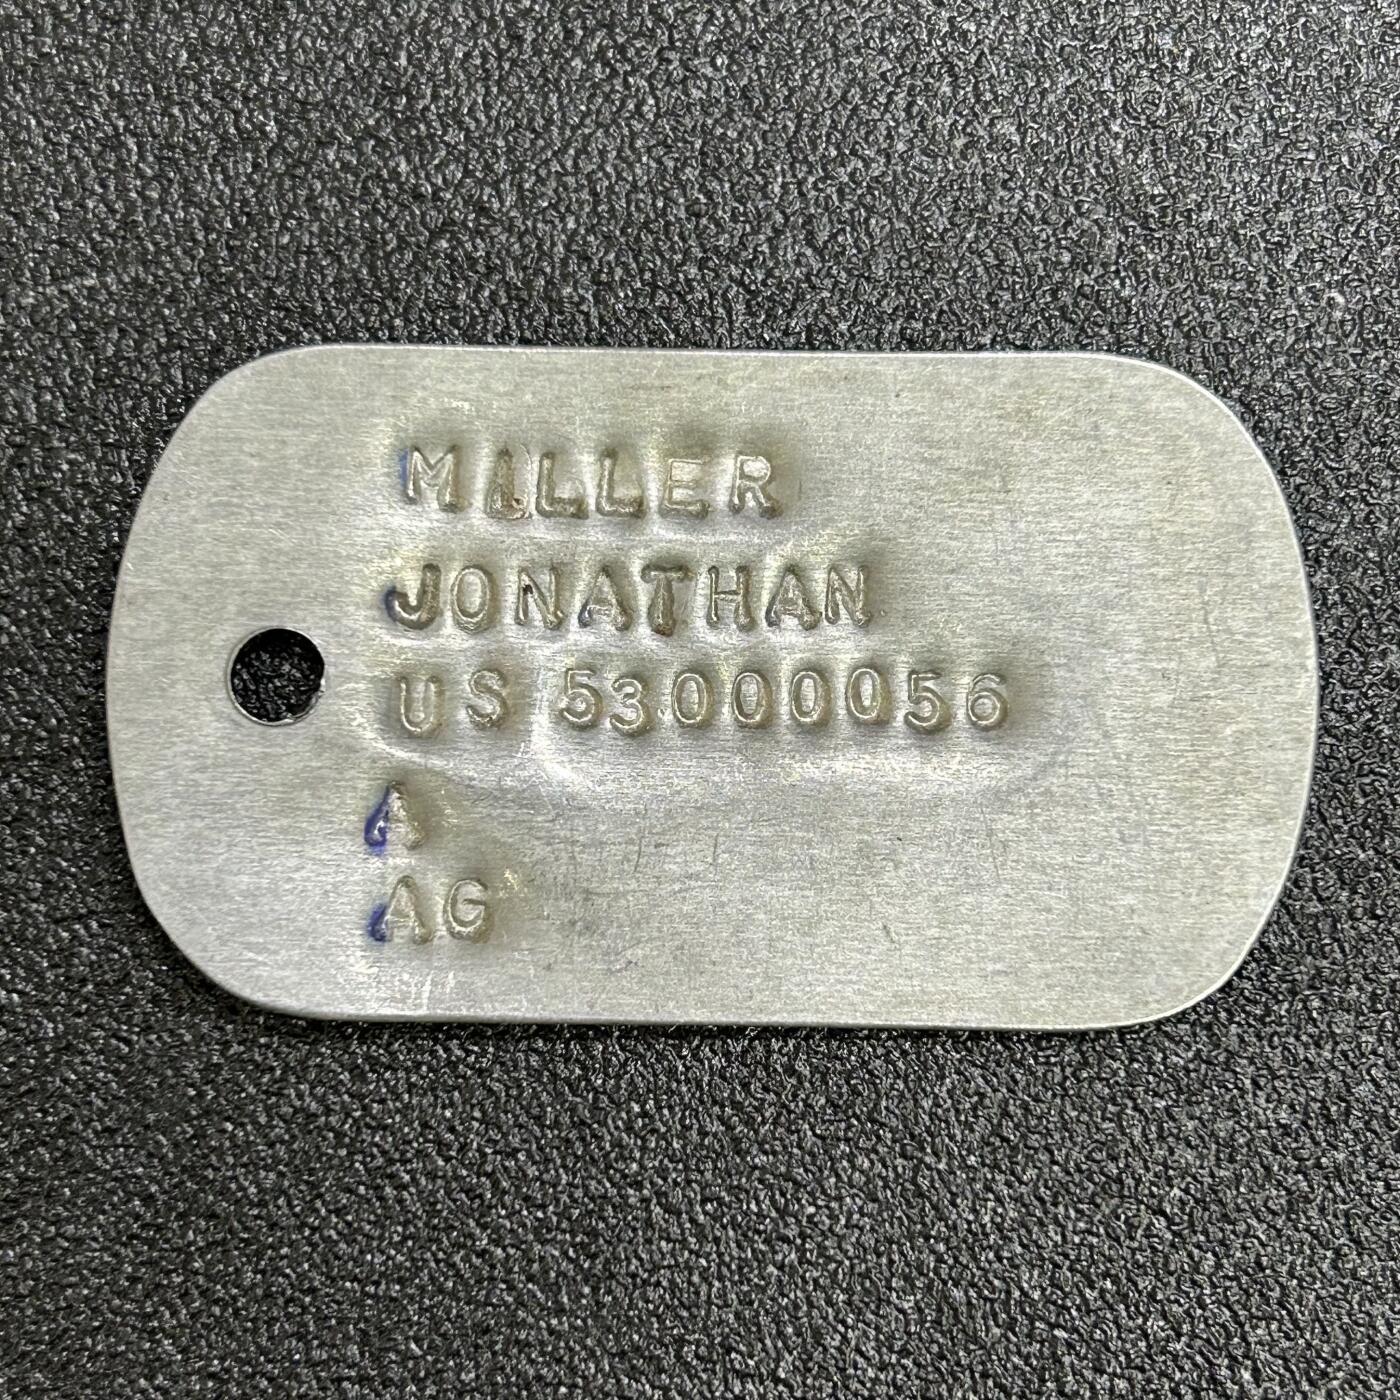 MILLER
JONATHAN
US 53000056
A
AG